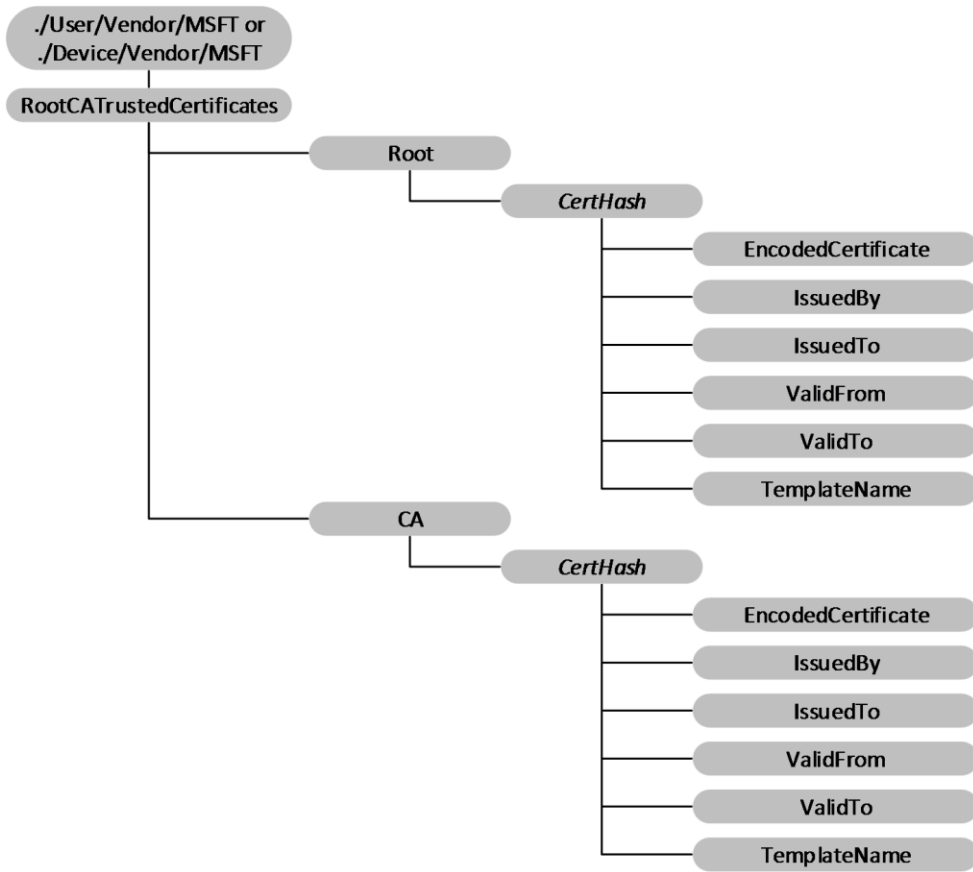 ./User/Vendor/MSFT or
./Device/Vendor/MSFT
RootCATrustedCertificates
Root
CertHash
EncodedCertificate
IssuedBy
IssuedTo
ValidFrom
ValidTo
TemplateName
CA
CertHash
EncodedCertificate
IssuedBy
IssuedTo
ValidFrom
ValidTo
TemplateName